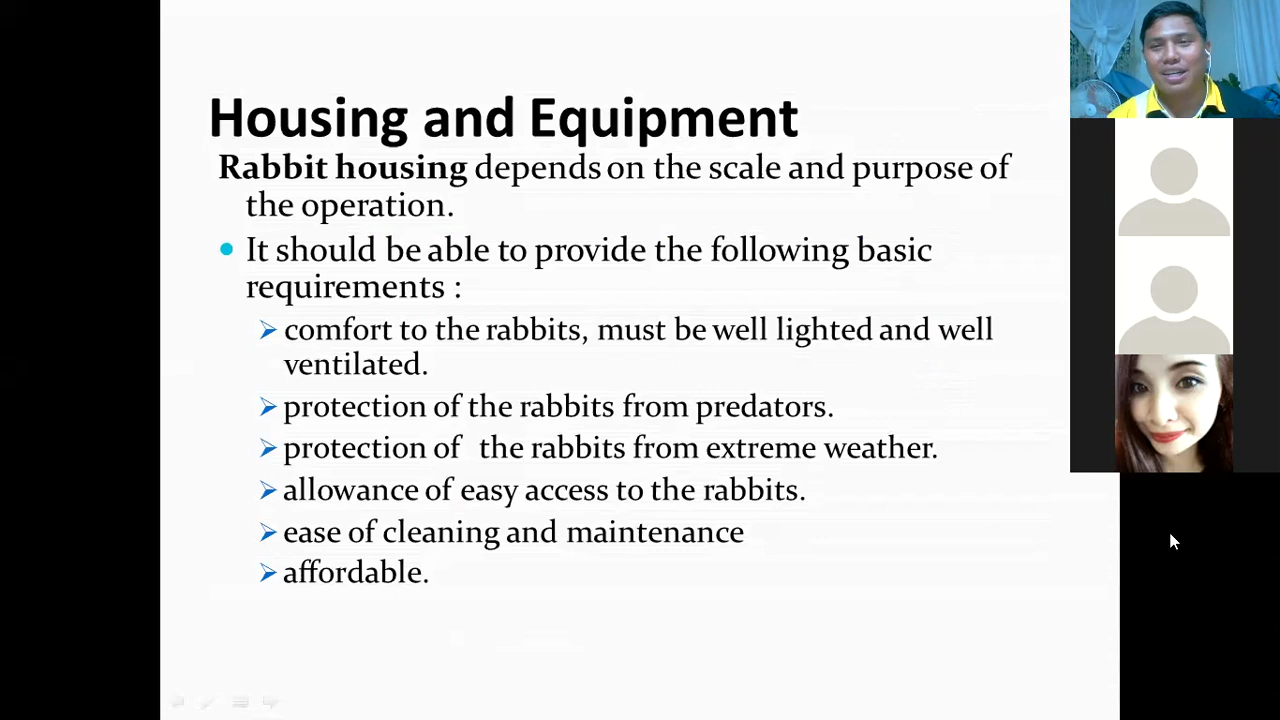 Housing and Equipment
Rabbit housing depends on the scale and purpose of
the operation.
It should be able to provide the following basic
requirements :
comfort to the rabbits, must be well lighted and well
ventilated.
protection of the rabbits from predators.
protection of the rabbits from extreme weather.
allowance of easy access to the rabbits.
ease of cleaning and maintenance
affordable.